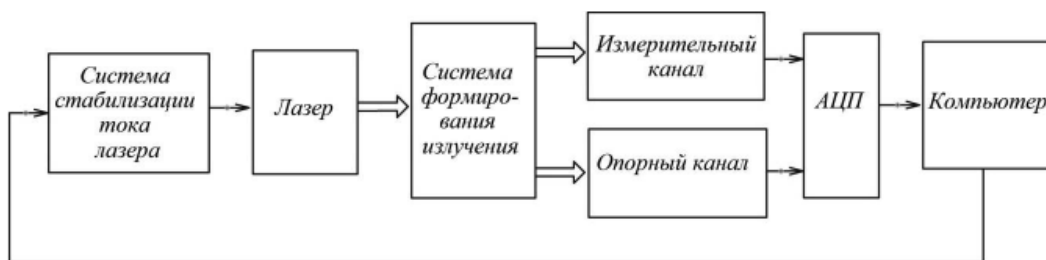 Система
стабилизации
тока
лазера
Лазер
Система
формиро-
вания
излучения
Измерительный
канал
Опорный канал
АЦП
Компьютер